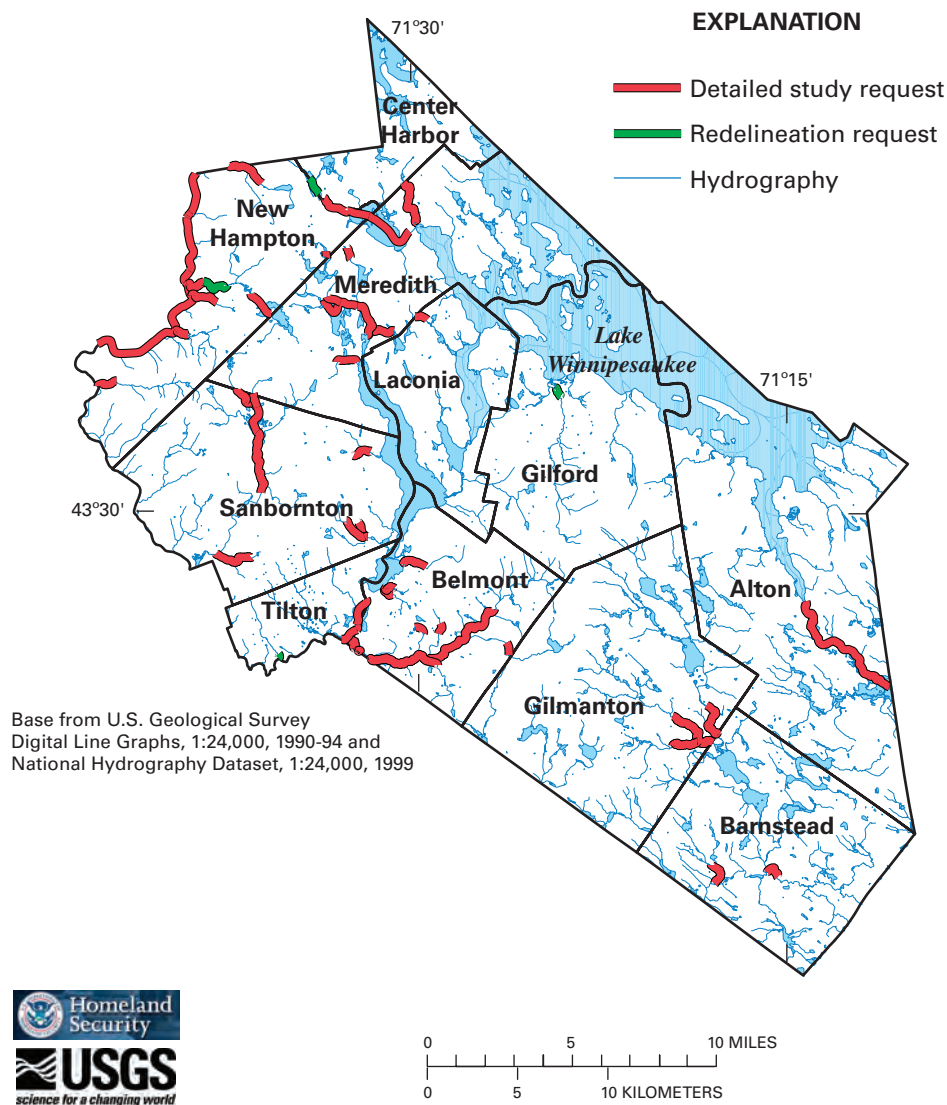 71°30'
EXPLANATION
Detailed study request
Redelineation request
Hydrography
Center
Harbor
New
Hampton
Meredith
Lake
Winnipesaukee
71°15'
Laconia
Gilford
43°30'
Sanbornton
Belmont
Alton
Tilton
Gilmanton
Base from U.S. Geological Survey
Digital Line Graphs, 1:24,000, 1990-94 and
National Hydrography Dataset, 1:24,000, 1999
Barnstead
Homeland
Security
USGS
science for a changing world
0 5 10 MILES
0 5 10 KILOMETERS